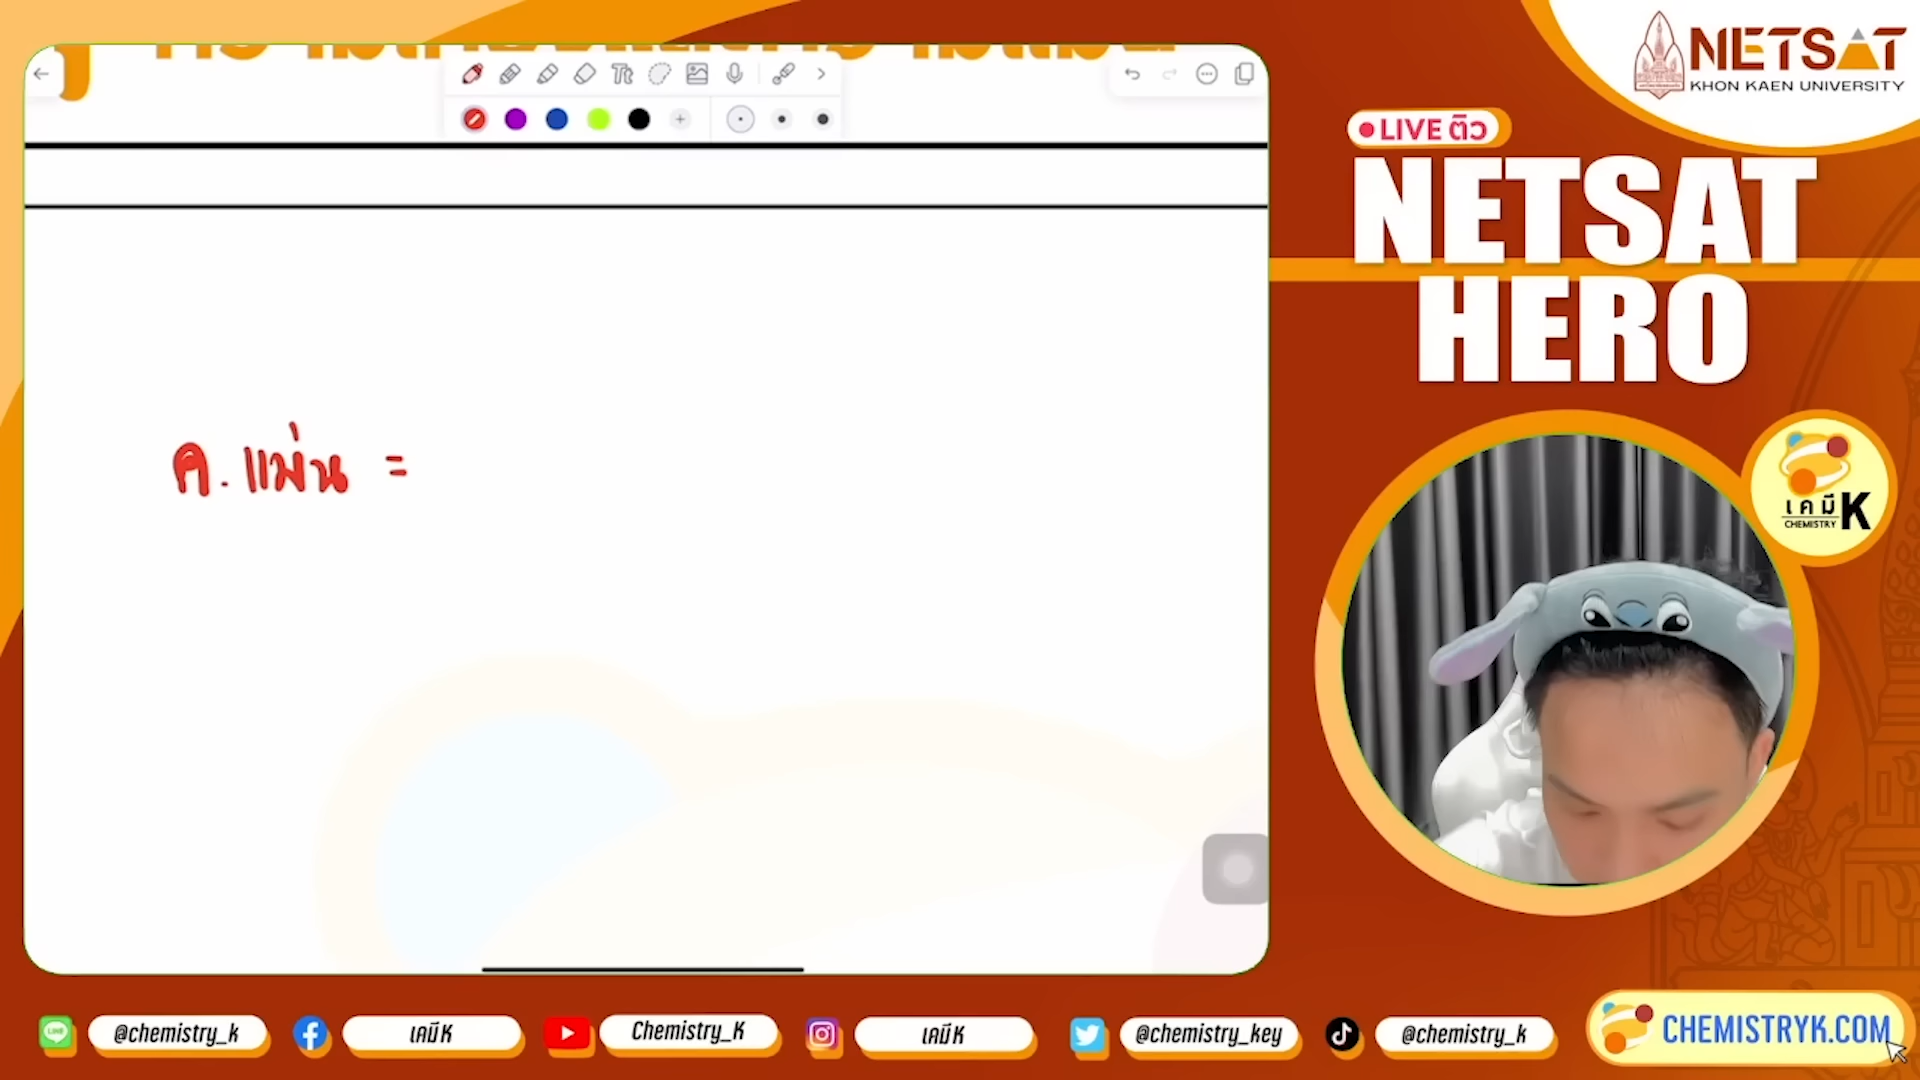 NETSAT
KHON KAEN UNIVERSITY
LIVE ติว
NETSAT
HERO
ค. แม่น =
เคมี K
CHEMISTRY
@chemistry_k
เคมี K
Chemistry_K
เคมี K
@chemistry_key
@chemistry_k
CHEMISTRYK.COM